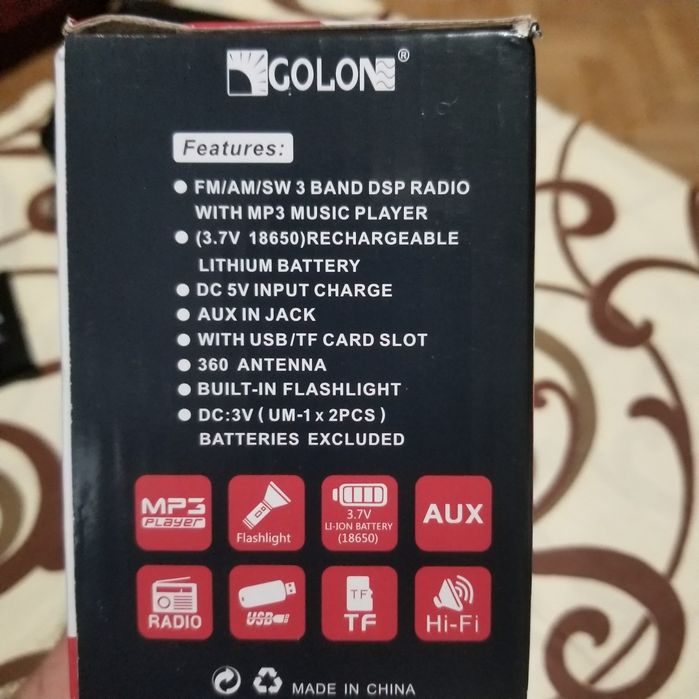 GOLON®
Features:
● FM/AM/SW 3 BAND DSP RADIO
WITH MP3 MUSIC PLAYER
● (3.7V 18650)RECHARGEABLE
LITHIUM BATTERY
● DC 5V INPUT CHARGE
● AUX IN JACK
● WITH USB/TF CARD SLOT
● 360 ANTENNA
● BUILT-IN FLASHLIGHT
● DC:3V ( UM-1 x 2PCS )
BATTERIES EXCLUDED
MP3
PLayer
Flashlight
3.7V
LI-ION BATTERY
(18650)
AUX
RADIO
USB
TF
TF
Hi-Fi
MADE IN CHINA